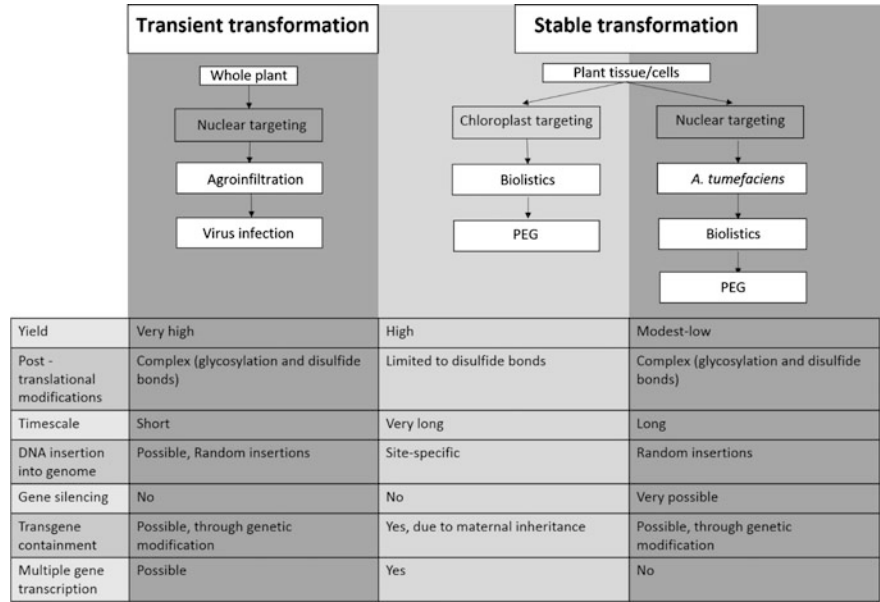 Transient transformation
Stable transformation
Whole plant
Plant tissue/cells
Nuclear targeting
Chloroplast targeting
Nuclear targeting
Agroinfiltration
Biolistics
A. tumefaciens
Virus infection
PEG
Biolistics
PEG
Yield
Very high
High
Modest-low
Post -
translational
modifications
Complex (glycosylation and disulfide
bonds)
Limited to disulfide bonds
Complex (glycosylation and disulfide
bonds)
Timescale
Short
Very long
Long
DNA insertion
into genome
Possible, Random insertions
Site-specific
Random insertions
Gene silencing
No
No
Very possible
Transgene
containment
Possible, through genetic
modification
Yes, due to maternal inheritance
Possible, through genetic
modification
Multiple gene
transcription
Possible
Yes
No